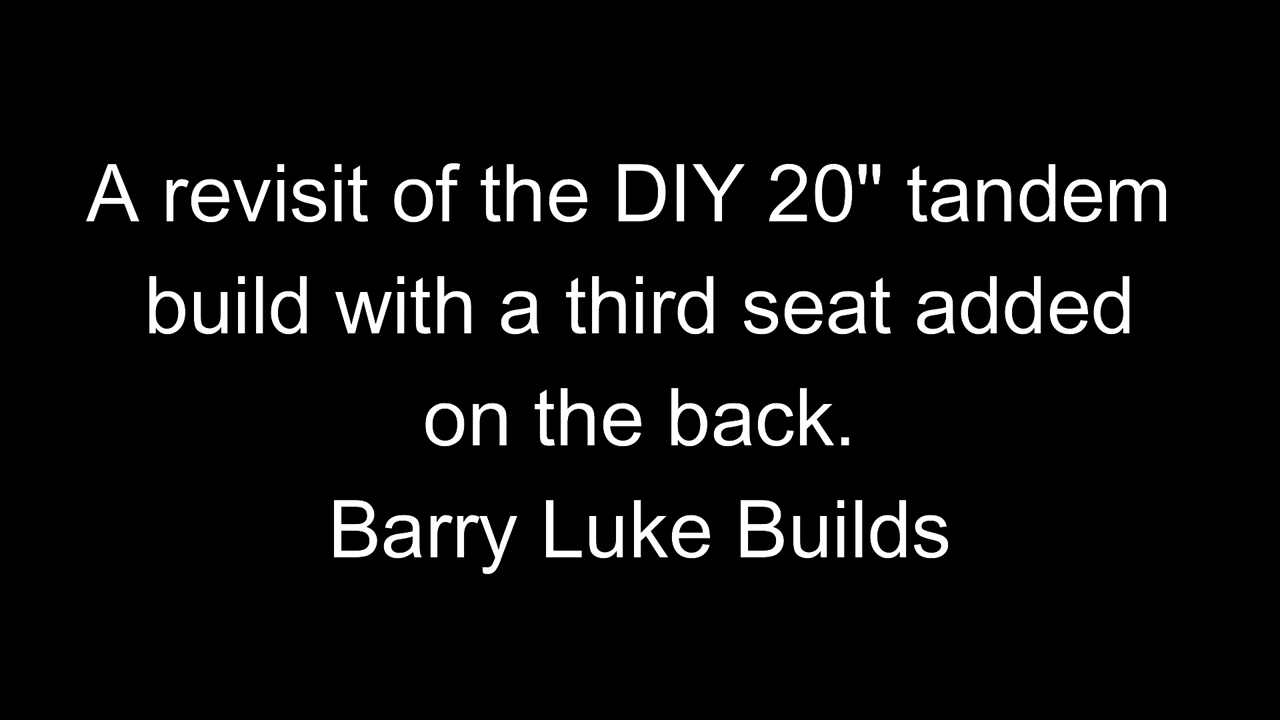 A revisit of the DIY 20" tandem
build with a third seat added
on the back.
Barry Luke Builds